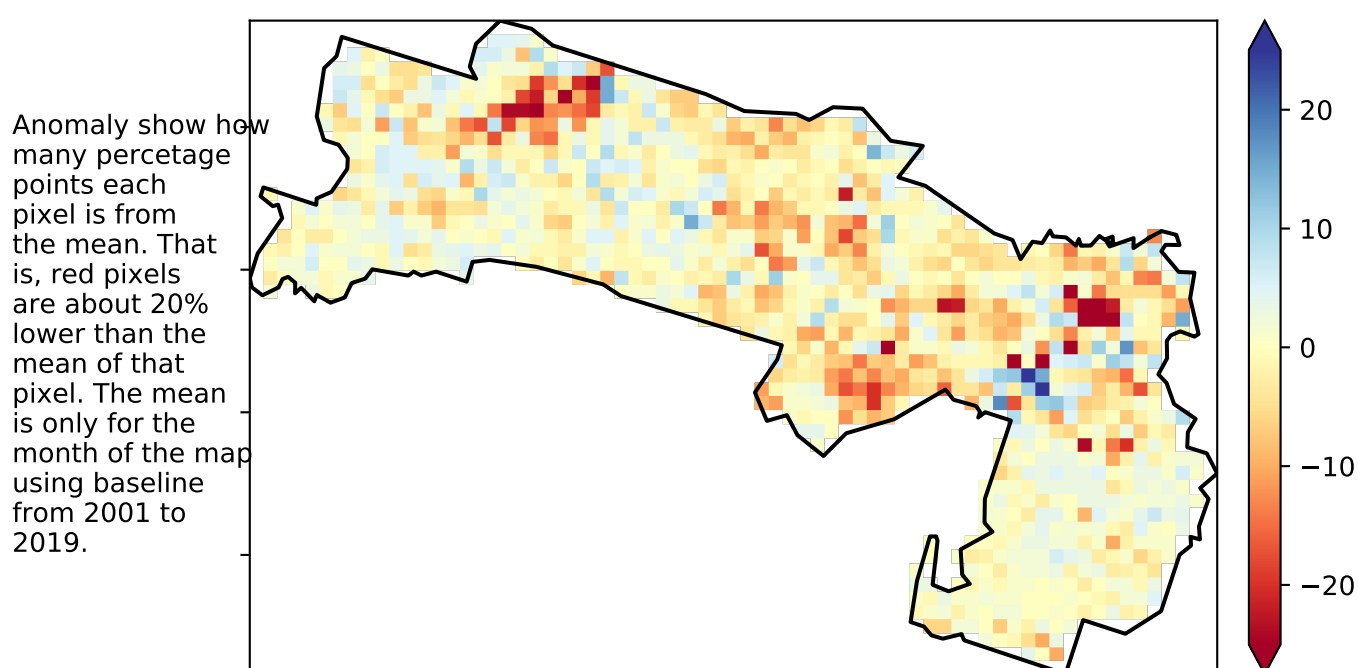 Anomaly show how
many percetage
points each
pixel is from
the mean. That
is, red pixels
are about 20%
lower than the
mean of that
pixel. The mean
is only for the
month of the map
using baseline
from 2001 to
2019.
20
10
0
−10
−20